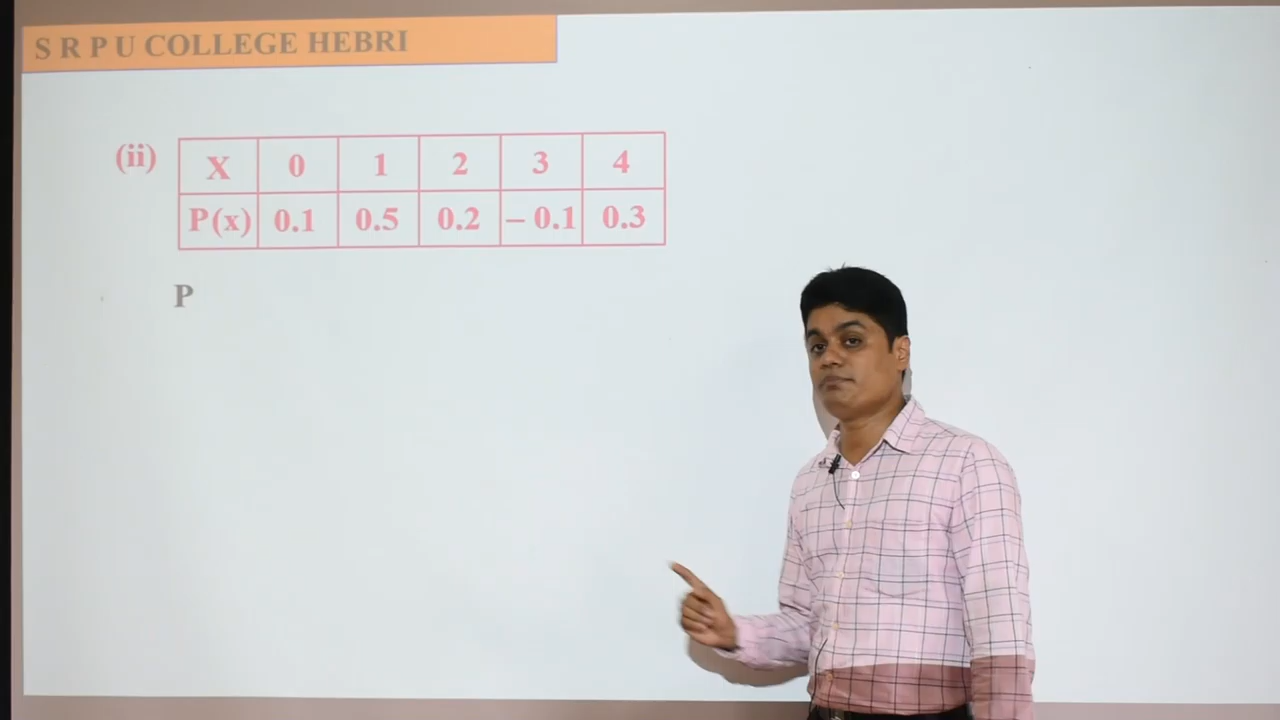 S R P U COLLEGE HEBRI
(ii) X 0 1 2 3 4
P(x) 0.1 0.5 0.2 – 0.1 0.3
P